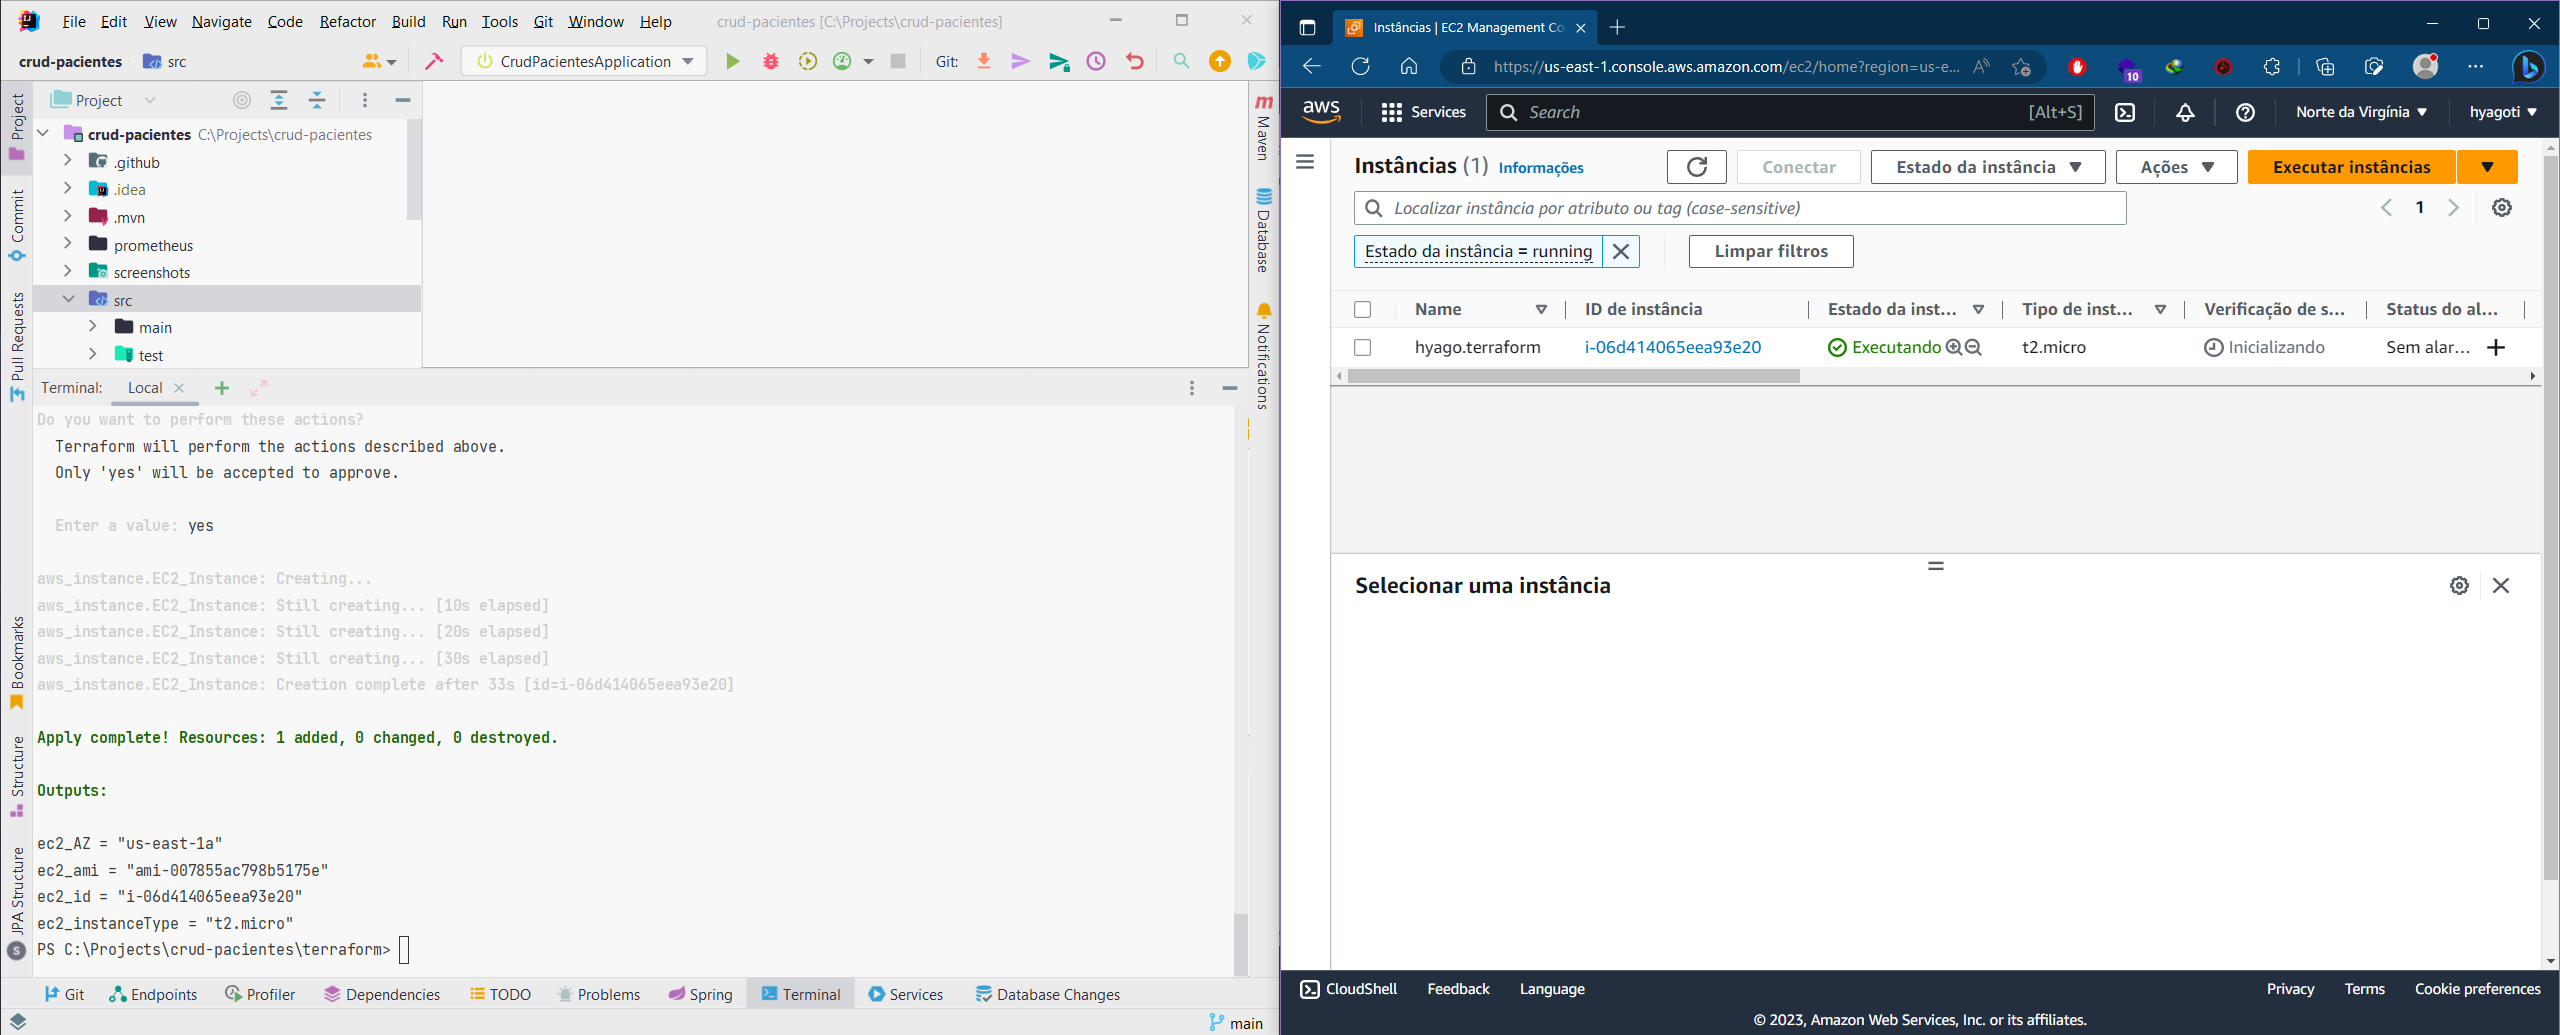 File Edit View Navigate Code Refactor Build Run Tools Git Window Help crud-pacientes [C:\Projects\crud-pacientes]
crud-pacientes src CrudPacientesApplication Git:
Project
crud-pacientes C:\Projects\crud-pacientes
.github
.idea
.mvn
prometheus
screenshots
src
main
test
Project
Commit
Pull Requests
Bookmarks
Structure
JPA Structure
Maven
Database
Notifications
Terminal: Local
Do you want to perform these actions?
Terraform will perform the actions described above.
Only 'yes' will be accepted to approve.
Enter a value: yes
aws_instance.EC2_Instance: Creating...
aws_instance.EC2_Instance: Still creating... [10s elapsed]
aws_instance.EC2_Instance: Still creating... [20s elapsed]
aws_instance.EC2_Instance: Still creating... [30s elapsed]
aws_instance.EC2_Instance: Creation complete after 33s [id=i-06d414065eea93e20]
Apply complete! Resources: 1 added, 0 changed, 0 destroyed.
Outputs:
ec2_AZ = "us-east-1a"
ec2_ami = "ami-007855ac798b5175e"
ec2_id = "i-06d414065eea93e20"
ec2_instanceType = "t2.micro"
PS C:\Projects\crud-pacientes\terraform>
Git Endpoints Profiler Dependencies TODO Problems Spring Terminal Services Database Changes
main
Instâncias | EC2 Management Co
https://us-east-1.console.aws.amazon.com/ec2/home?region=us-e...
10
aws Services Search [Alt+S] Norte da Virgínia hyagoti
Instâncias (1) Informações Conectar Estado da instância Ações Executar instâncias
Localizar instância por atributo ou tag (case-sensitive) 1
Estado da instância = running Limpar filtros
Name ID de instância Estado da inst... Tipo de inst... Verificação de s... Status do al...
hyago.terraform i-06d414065eea93e20 Executando t2.micro Inicializando Sem alar...
Selecionar uma instância
CloudShell Feedback Language Privacy Terms Cookie preferences
© 2023, Amazon Web Services, Inc. or its affiliates.